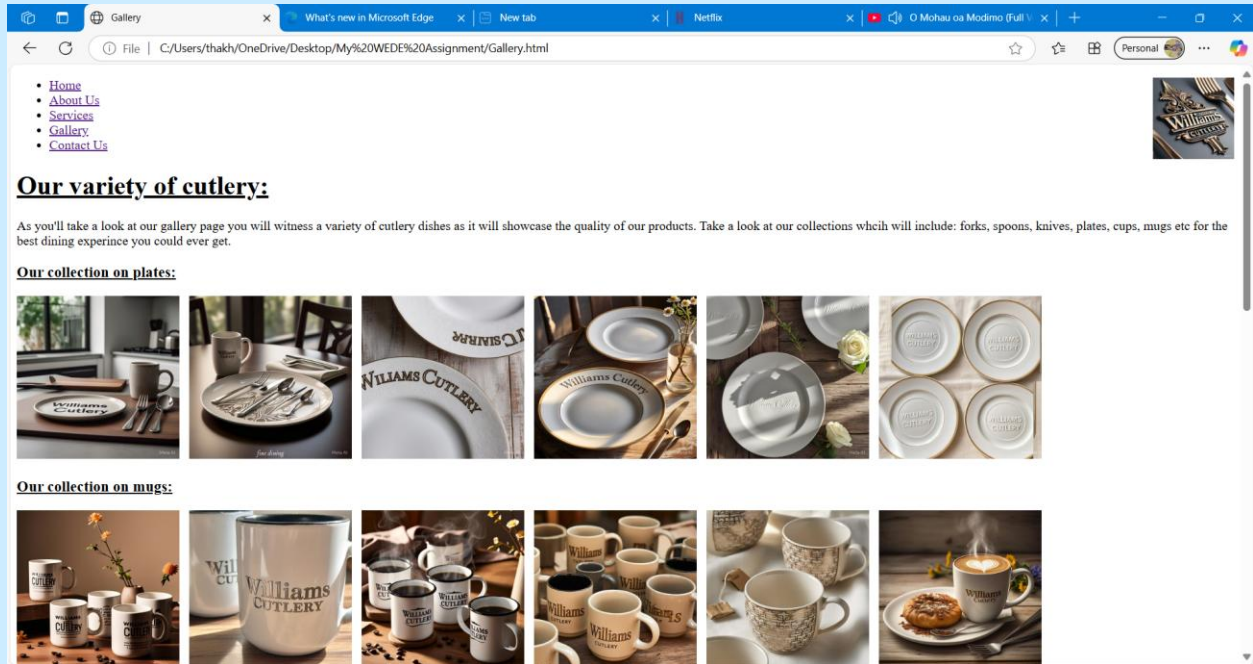 Gallery
What's new in Microsoft Edge
New tab
Netflix
O Mohau oa Modimo (Full V
File | C:/Users/thakh/OneDrive/Desktop/My%20WEDE%20Assignment/Gallery.html
Personal
Home
About Us
Services
Gallery
Contact Us
Williams
CUTLERY
Our variety of cutlery:
As you'll take a look at our gallery page you will witness a variety of cutlery dishes as it will showcase the quality of our products. Take a look at our collections whcih will include: forks, spoons, knives, plates, cups, mugs etc for the
best dining experince you could ever get.
Our collection on plates:
Williams
Cutlery
fine dining
WILIAMS CUTLERY
Williams Cutlery
WILLIAMS
CUTLERY
Our collection on mugs:
CUTLERY
Williams
CUTLERY
WILLIAMS
CUTLERY
Williams
Williams
Williams
CUTLERY
Williams
Cutlery